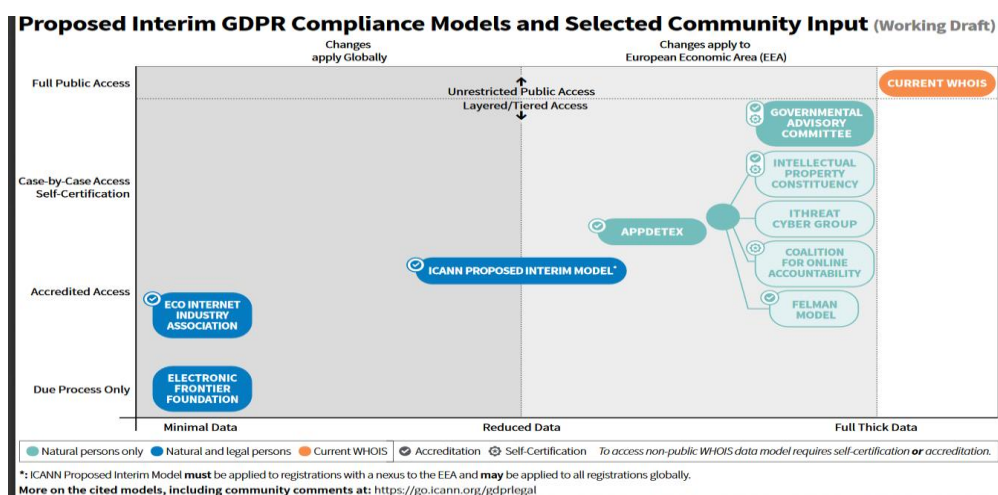 Proposed Interim GDPR Compliance Models and Selected Community Input (Working Draft)
Changes
apply Globally
Changes apply to
European Economic Area (EEA)
Full Public Access
Unrestricted Public Access
CURRENT WHOIS
Layered/Tiered Access
GOVERNMENTAL
ADVISORY
COMMITTEE
Case-by-Case Access
Self-Certification
INTELLECTUAL
PROPERTY
CONSTITUENCY
ITHREAT
CYBER GROUP
APPDETEX
COALITION
FOR ONLINE
ACCOUNTABILITY
ICANN PROPOSED INTERIM MODEL*
Accredited Access
ECO INTERNET
INDUSTRY
ASSOCIATION
FELMAN
MODEL
Due Process Only
ELECTRONIC
FRONTIER
FOUNDATION
Minimal Data
Reduced Data
Full Thick Data
Natural persons only
Natural and legal persons
Current WHOIS
Accreditation
Self-Certification
To access non-public WHOIS data model requires self-certification or accreditation.
*: ICANN Proposed Interim Model must be applied to registrations with a nexus to the EEA and may be applied to all registrations globally.
More on the cited models, including community comments at: https://go.icann.org/gdprlegal